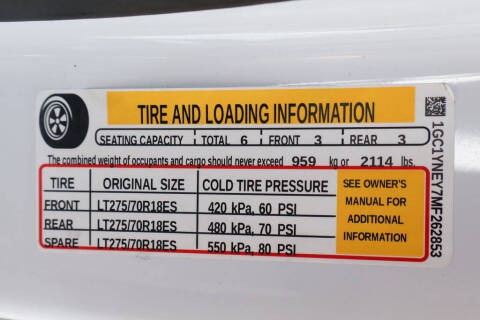 TIRE AND LOADING INFORMATION
SEATING CAPACITY TOTAL 6 FRONT 3 REAR 3
The combined weight of occupants and cargo should never exceed 959 kg or 2114 lbs.
TIRE ORIGINAL SIZE COLD TIRE PRESSURE
FRONT LT275/70R18ES 420 kPa, 60 PSI
REAR LT275/70R18ES 480 kPa, 70 PSI
SPARE LT275/70R18ES 550 kPa, 80 PSI
SEE OWNER'S
MANUAL FOR
ADDITIONAL
INFORMATION
1GC1YNEY7MF262853